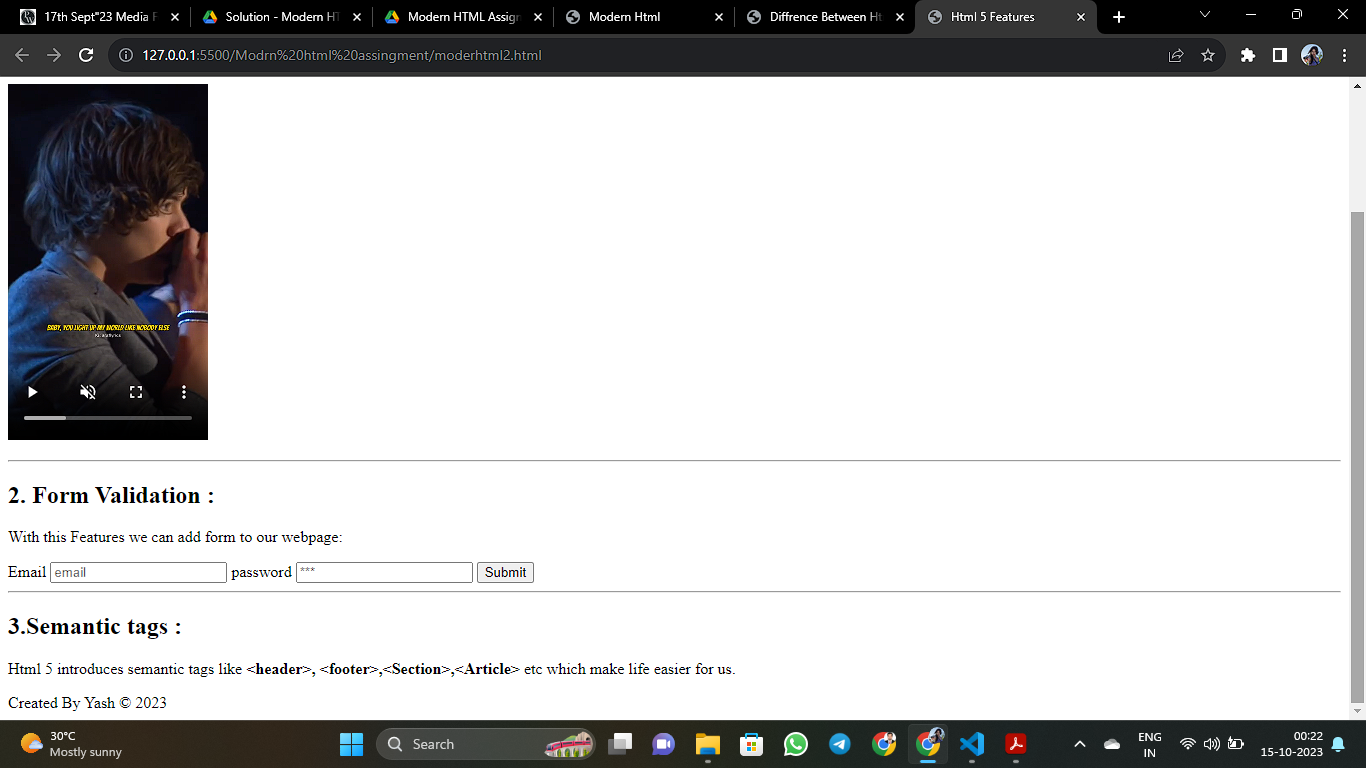 17th Sept"23 Media F
Solution - Modern HT
Modern HTML Assign
Modern Html
Diffrence Between Ht
Html 5 Features
127.0.0.1:5500/Modrn%20html%20assingment/moderhtml2.html
BABY, YOU LIGHT UP MY WORLD LIKE NOBODY ELSE
2. Form Validation :
With this Features we can add form to our webpage:
Email email password *** Submit
3.Semantic tags :
Html 5 introduces semantic tags like <header>, <footer>,<Section>,<Article> etc which make life easier for us.
Created By Yash © 2023
30°C
Mostly sunny
Search
ENG
IN
00:22
15-10-2023